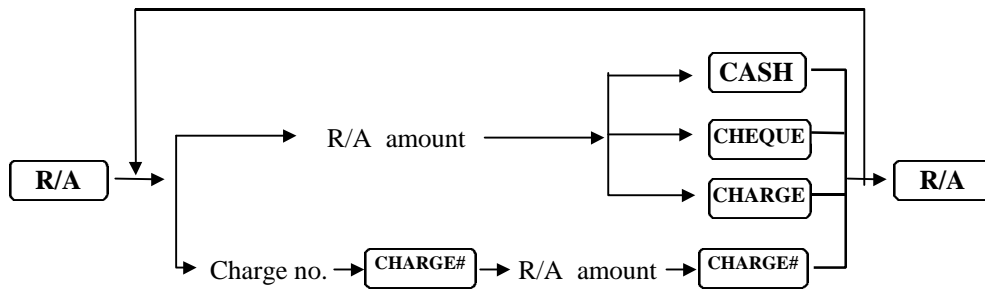 CASH
R/A amount
CHEQUE
R/A
CHARGE
R/A
Charge no.
CHARGE#
R/A amount
CHARGE#